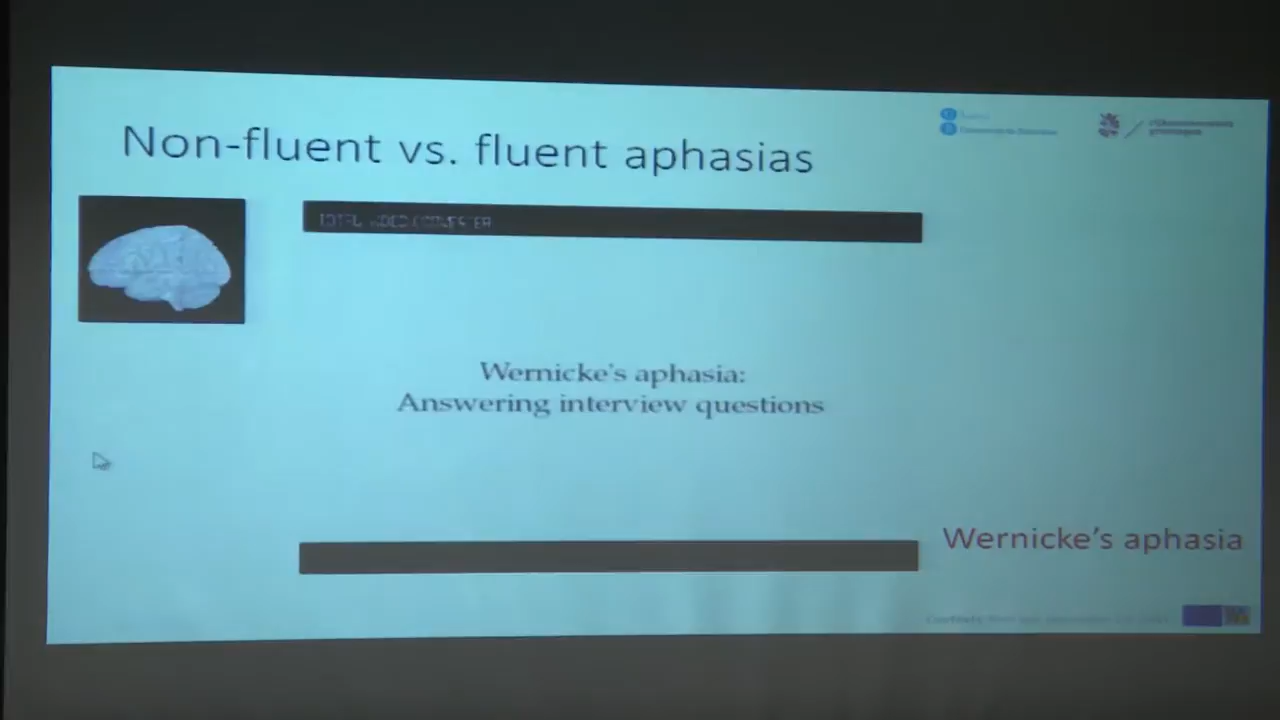 Non-fluent vs. fluent aphasias
Wernicke's aphasia:
Answering interview questions
Wernicke's aphasia